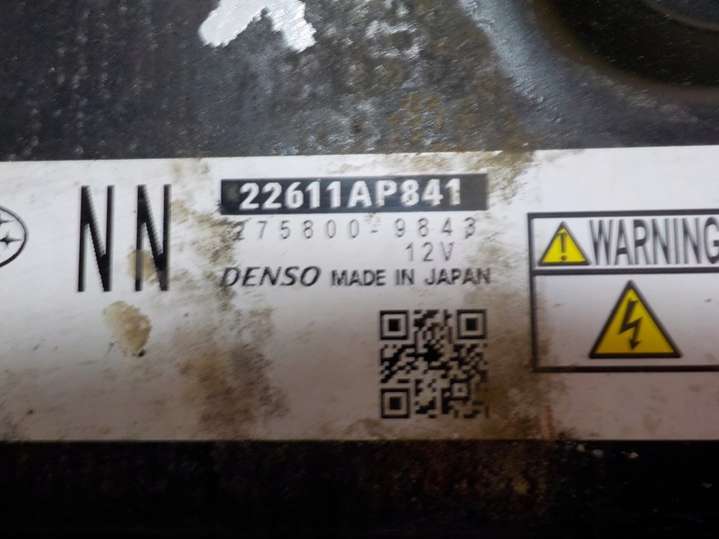 NN
22611AP841
275800-9843
12V
DENSO MADE IN JAPAN
WARNING